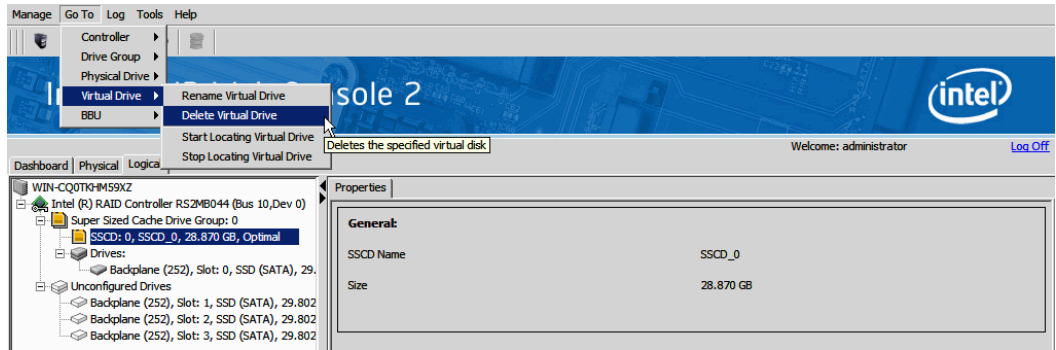 Manage Go To Log Tools Help
Controller
Drive Group
Physical Drive
Virtual Drive
BBU
Rename Virtual Drive
Delete Virtual Drive
Start Locating Virtual Drive
Stop Locating Virtual Drive
sole 2
intel
Deletes the specified virtual disk
Welcome: administrator
Log Off
Dashboard Physical Logica
WIN-CQ0TKHM59XZ
Intel (R) RAID Controller RS2MB044 (Bus 10,Dev 0)
Super Sized Cache Drive Group: 0
SSCD: 0, SSCD_0, 28.870 GB, Optimal
Drives:
Backplane (252), Slot: 0, SSD (SATA), 29.
Unconfigured Drives
Backplane (252), Slot: 1, SSD (SATA), 29.802
Backplane (252), Slot: 2, SSD (SATA), 29.802
Backplane (252), Slot: 3, SSD (SATA), 29.802
Properties
General:
SSCD Name SSCD_0
Size 28.870 GB